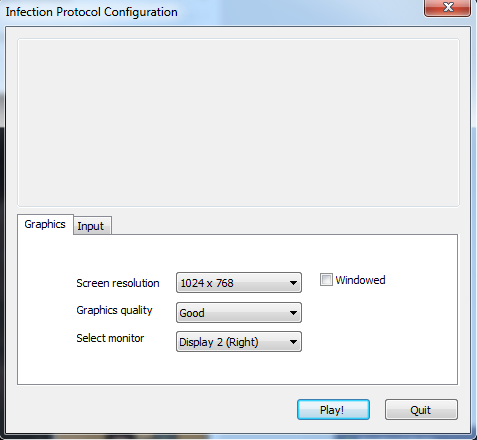 Infection Protocol Configuration
Graphics
Input
Screen resolution
1024 x 768
Windowed
Graphics quality
Good
Select monitor
Display 2 (Right)
Play!
Quit